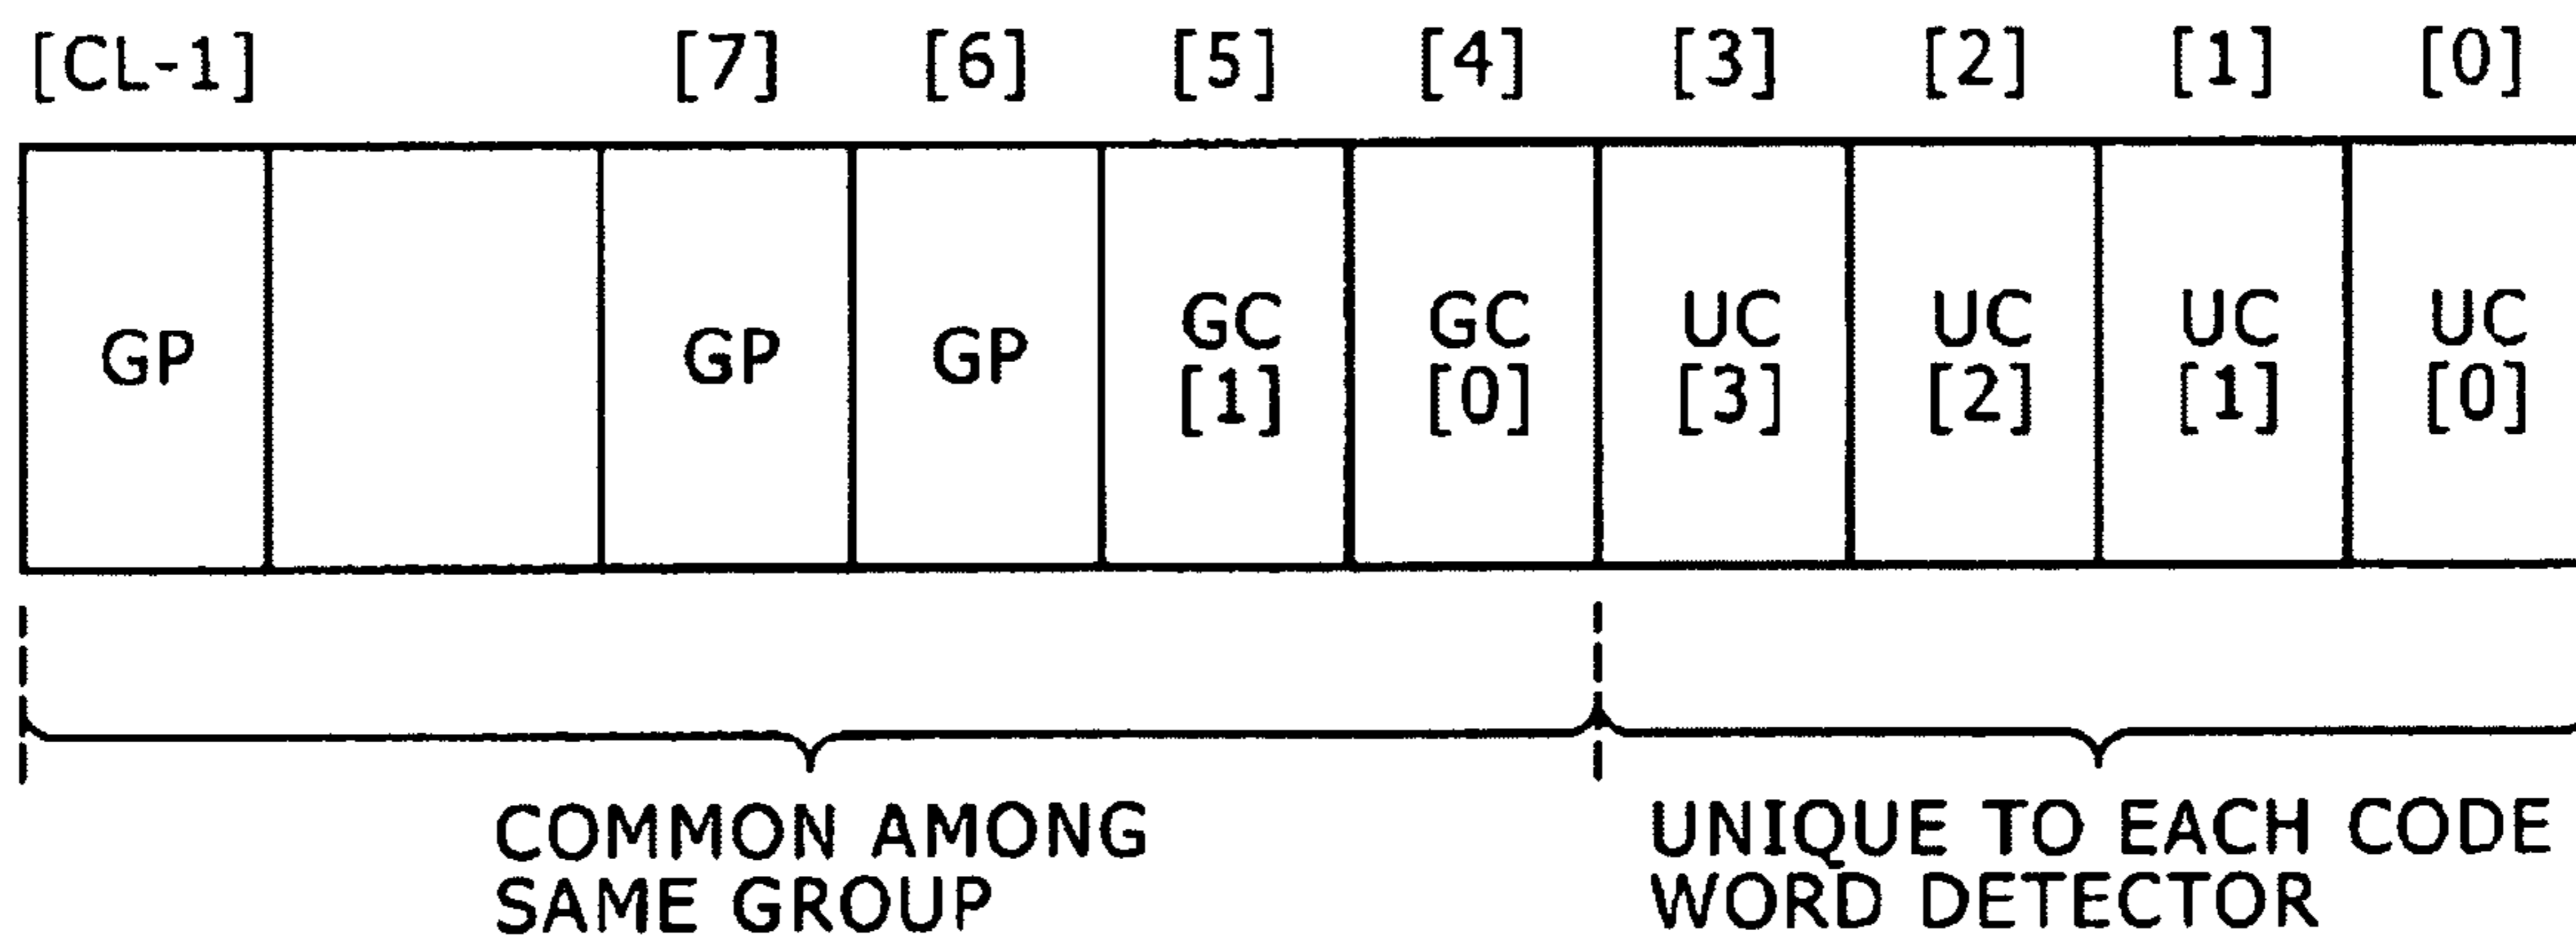 [CL-1] [7] [6] [5] [4] [3] [2] [1] [0]
GP GP GP GC GC UC UC UC UC
[1] [0] [3] [2] [1] [0]
COMMON AMONG UNIQUE TO EACH CODE
SAME GROUP WORD DETECTOR